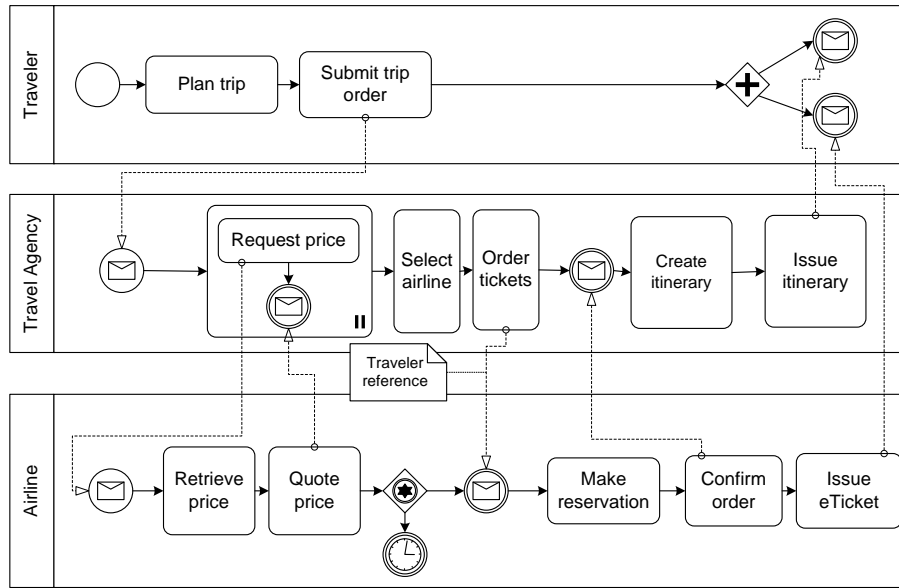 Traveler
Plan trip
Submit trip
order
Travel Agency
Request price
Select
airline
Order
tickets
Create
itinerary
Issue
itinerary
Traveler
reference
Airline
Retrieve
price
Quote
price
Make
reservation
Confirm
order
Issue
eTicket